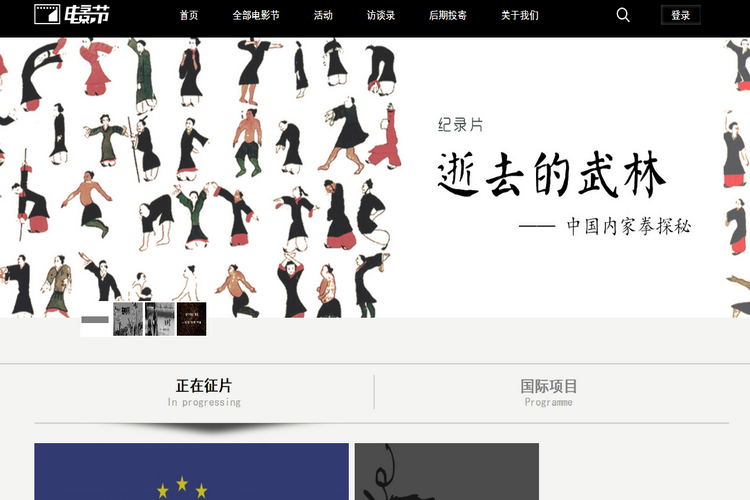 电影节
首页 全部电影节 活动 访谈录 后期投寄 关于我们 登录
纪录片
逝去的武林
—— 中国内家拳探秘
正在征片 国际项目
In progressing Programme